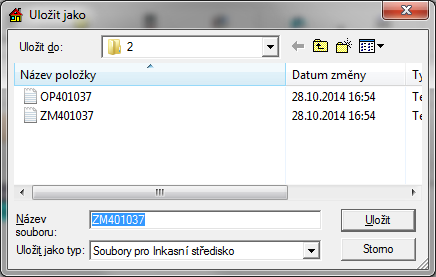 Uložit jako
Uložit do: 2
Název položky Datum změny Ty
OP401037 28.10.2014 16:54 Te
ZM401037 28.10.2014 16:54 Te
Název souboru: ZM401037 Uložit
Uložit jako typ: Soubory pro Inkasní středisko Storno